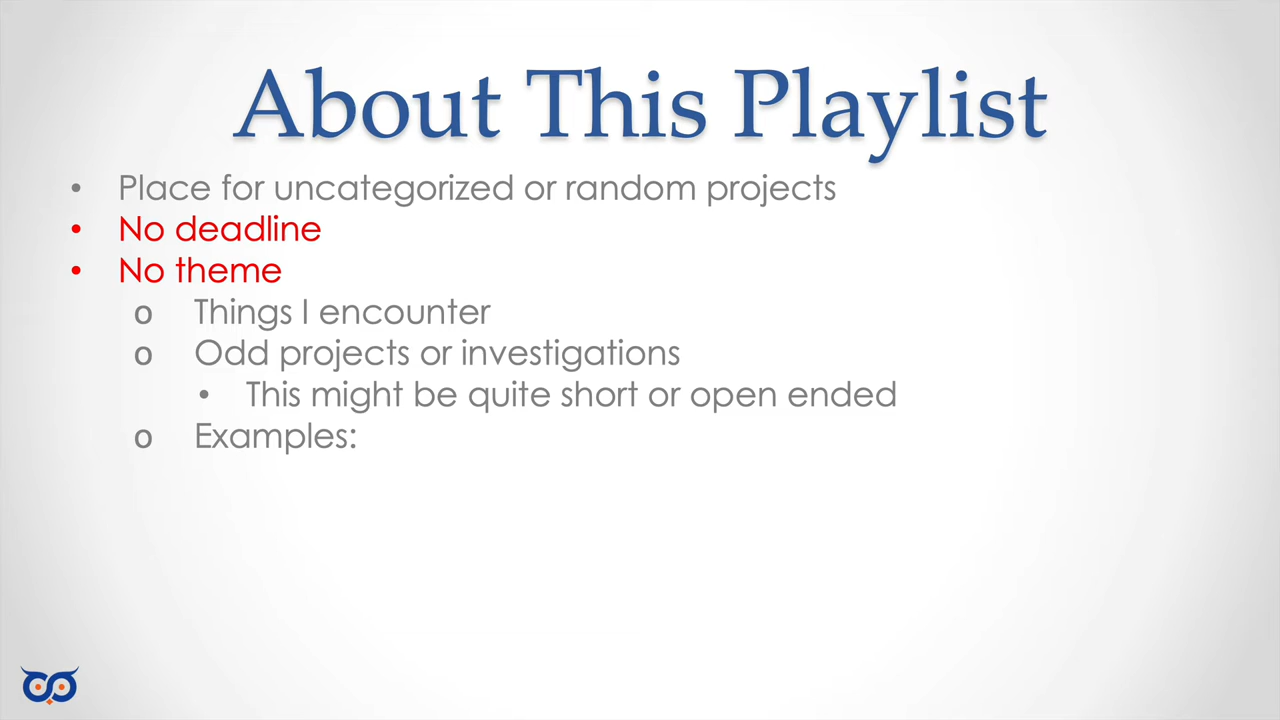 About This Playlist
• Place for uncategorized or random projects
• No deadline
• No theme
o Things I encounter
o Odd projects or investigations
• This might be quite short or open ended
o Examples: